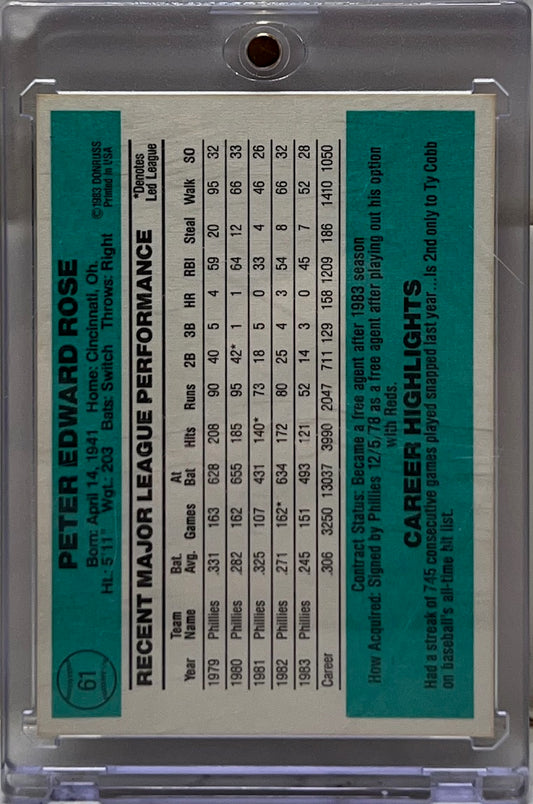 61
PETER EDWARD ROSE
Born: April 14, 1941 Home: Cincinnati, Oh.
Ht.: 5'11" Wgt.: 203 Bats: Switch Throws: Right
©1983 DONRUSS
Printed in USA
RECENT MAJOR LEAGUE PERFORMANCE
*Denotes
Led League
Year Team Name Bat. Avg. Games At Bat Hits Runs 2B 3B HR RBI Steal Walk SO
1979 Phillies .331 163 628 208 90 40 5 4 59 20 95 32
1980 Phillies .282 162 655 185 95 42* 1 1 64 12 66 33
1981 Phillies .325 107 431 140* 73 18 5 0 33 4 46 26
1982 Phillies .271 162* 634 172 80 25 4 3 54 8 66 32
1983 Phillies .245 151 493 121 52 14 3 0 45 7 52 28
Career .306 3250 13037 3990 2047 711 129 158 1209 186 1410 1050
Contract Status: Became a free agent after 1983 season
How Acquired: Signed by Phillies 12/5/78 as a free agent after playing out his option
with Reds.
CAREER HIGHLIGHTS
Had a streak of 745 consecutive games played snapped last year...Is 2nd only to Ty Cobb
on baseball's all-time hit list.